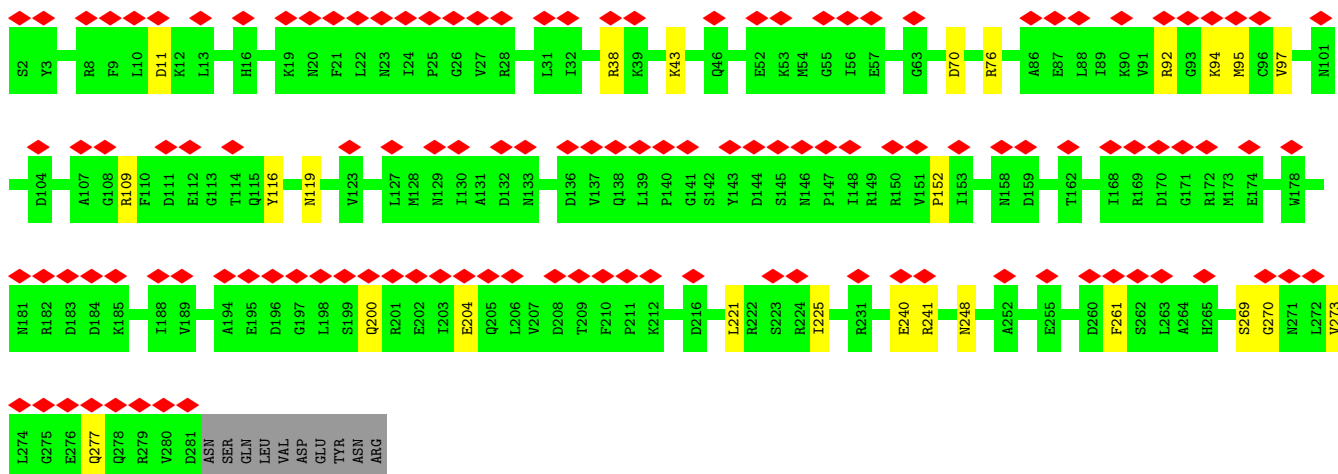 S2 Y3 R8 F9 L10 D11 K12 L13 H16 K19 N20 F21 L22 N23 I24 P25 G26 V27 R28 L31 I32 R38 K39 K43 Q46 E52 K53 M54 G55 I56 E57 G63 D70 R76 A86 E87 L88 I89 K90 V91 R92 G93 K94 M95 C96 V97 N101
D104 A107 G108 R109 F110 D111 E112 G113 T114 Q115 Y116 N119 V123 L127 M128 N129 I130 A131 D132 N133 D136 V137 Q138 L139 P140 G141 S142 Y143 D144 S145 N146 P147 I148 R149 R150 V151 P152 I153 N158 D159 T162 I168 R169 D170 G171 R172 M173 E174 W178
N181 R182 D183 D184 K185 I188 V189 A194 E195 D196 G197 L198 S199 Q200 R201 E202 I203 E204 Q205 L206 V207 D208 T209 F210 P211 K212 D216 L221 R222 S223 R224 I225 R231 E240 R241 N248 A252 E255 D260 F261 S262 L263 A264 H265 S269 G270 N271 L272 V273
L274 G275 E276 Q277 Q278 R279 V280 D281 ASN SER GLN LEU VAL ASP GLU TYR ASN ARG